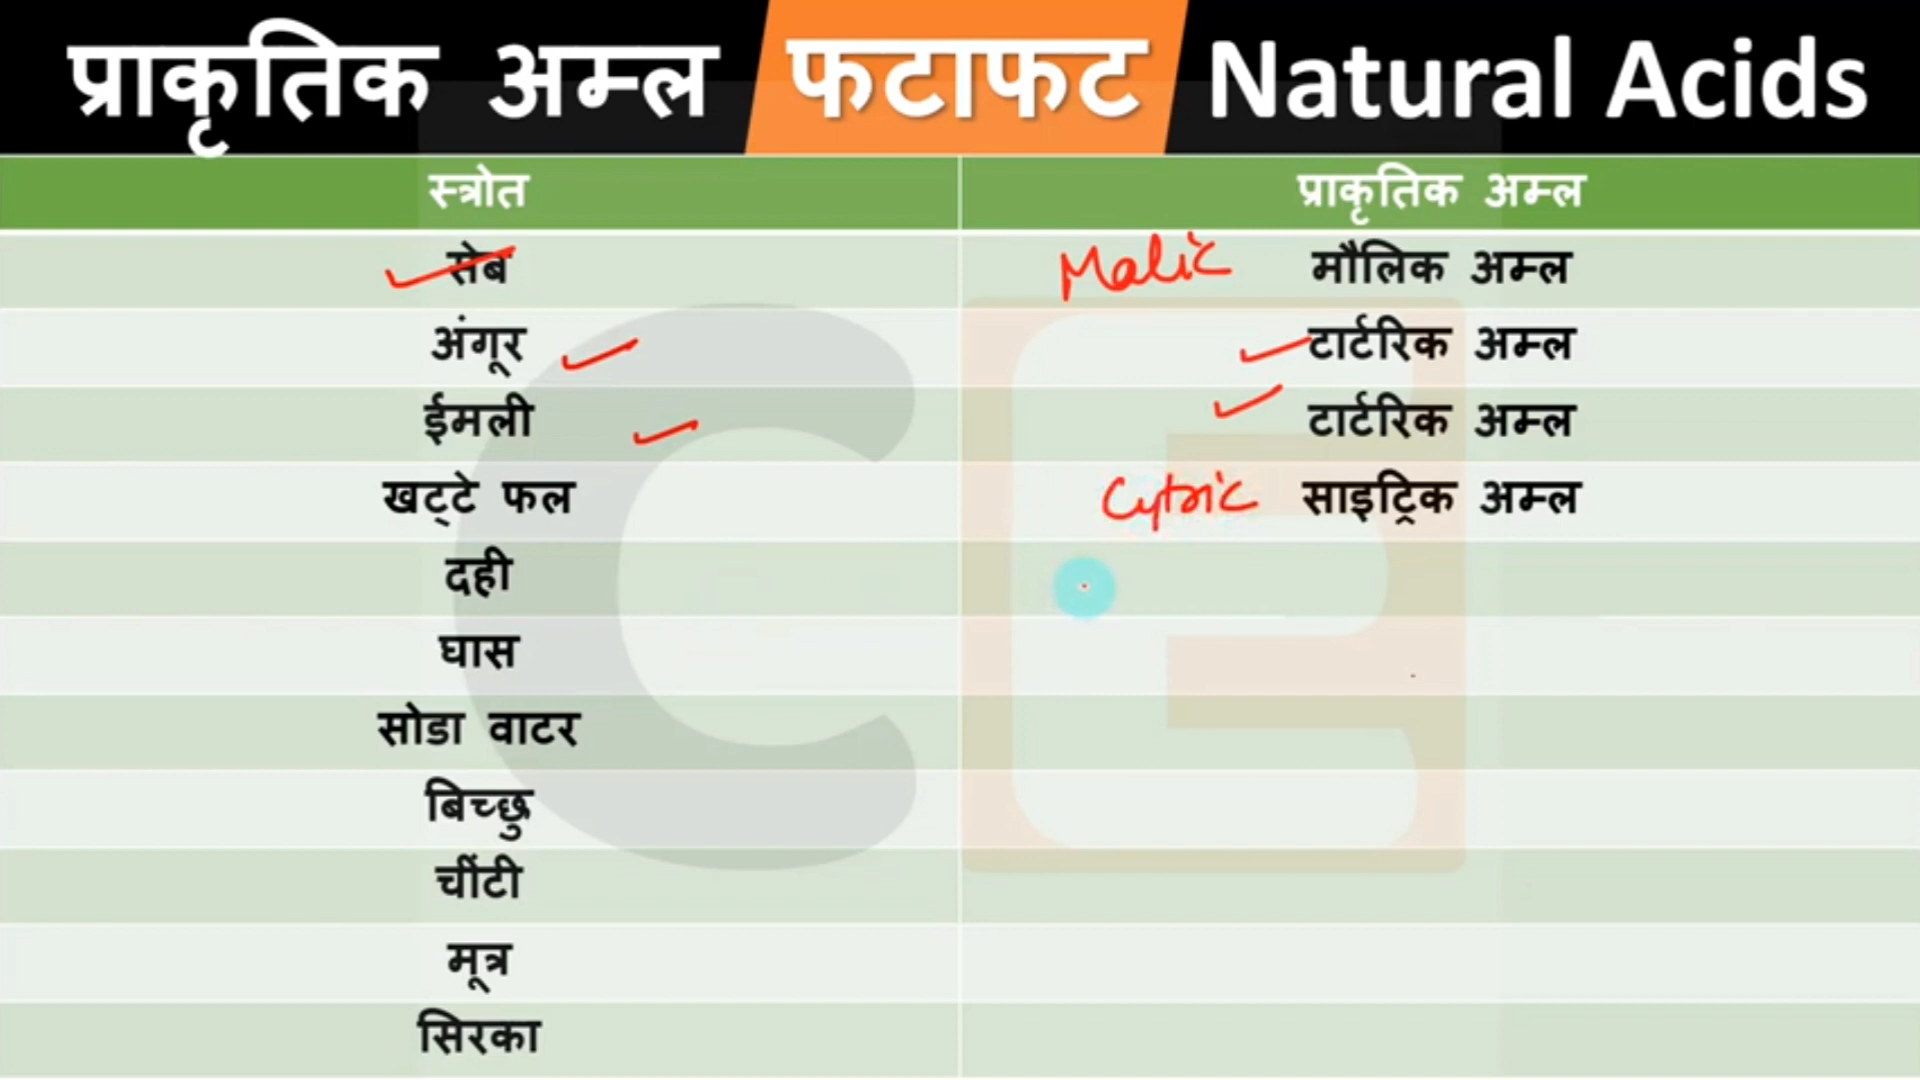 प्राकृतिक अम्ल फटाफट Natural Acids
स्त्रोत प्राकृतिक अम्ल
सेब Malic मौलिक अम्ल
अंगूर टार्टरिक अम्ल
ईमली टार्टरिक अम्ल
खट्टे फल Cytric साइट्रिक अम्ल
दही
घास
सोडा वाटर
बिच्छु
चींटी
मूत्र
सिरका